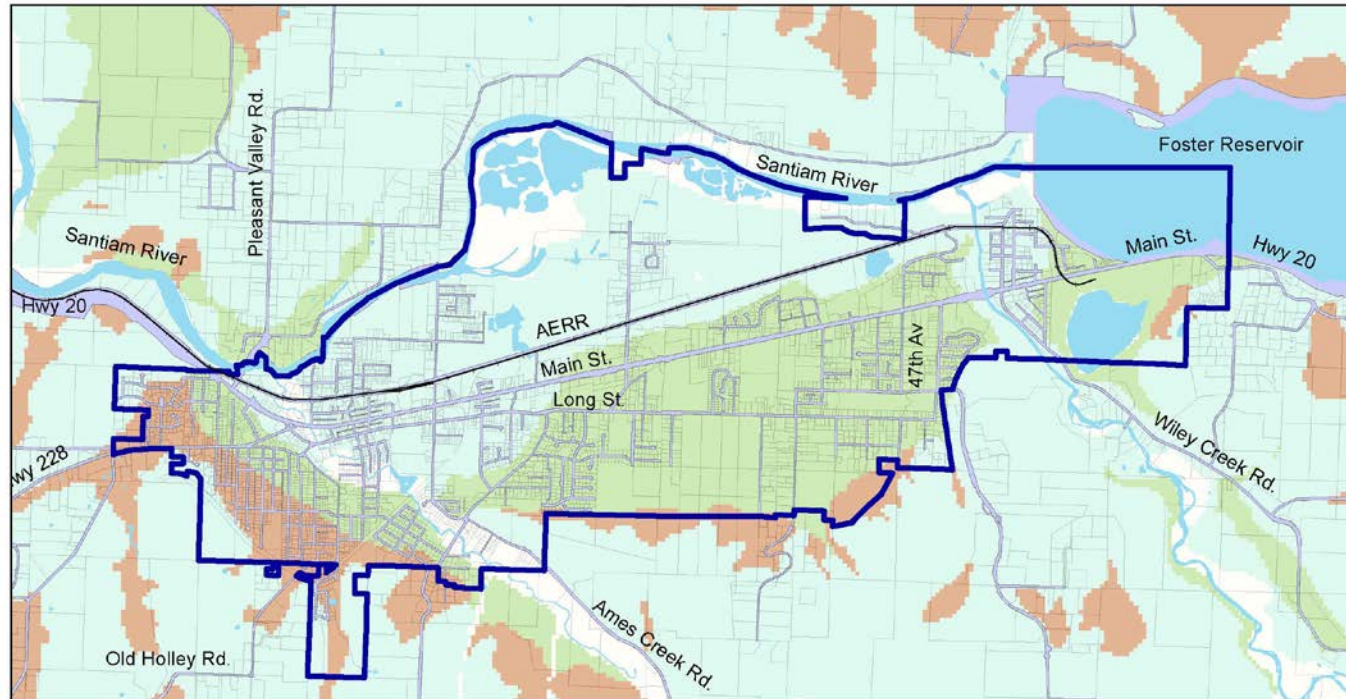 Foster Reservoir
Pleasant Valley Rd.
Santiam River
Santiam River
Main St.
Hwy 20
Hwy 20
AERR
Main St.
47th Av
Long St.
Wiley Creek Rd.
wy 228
Ames Creek Rd.
Old Holley Rd.